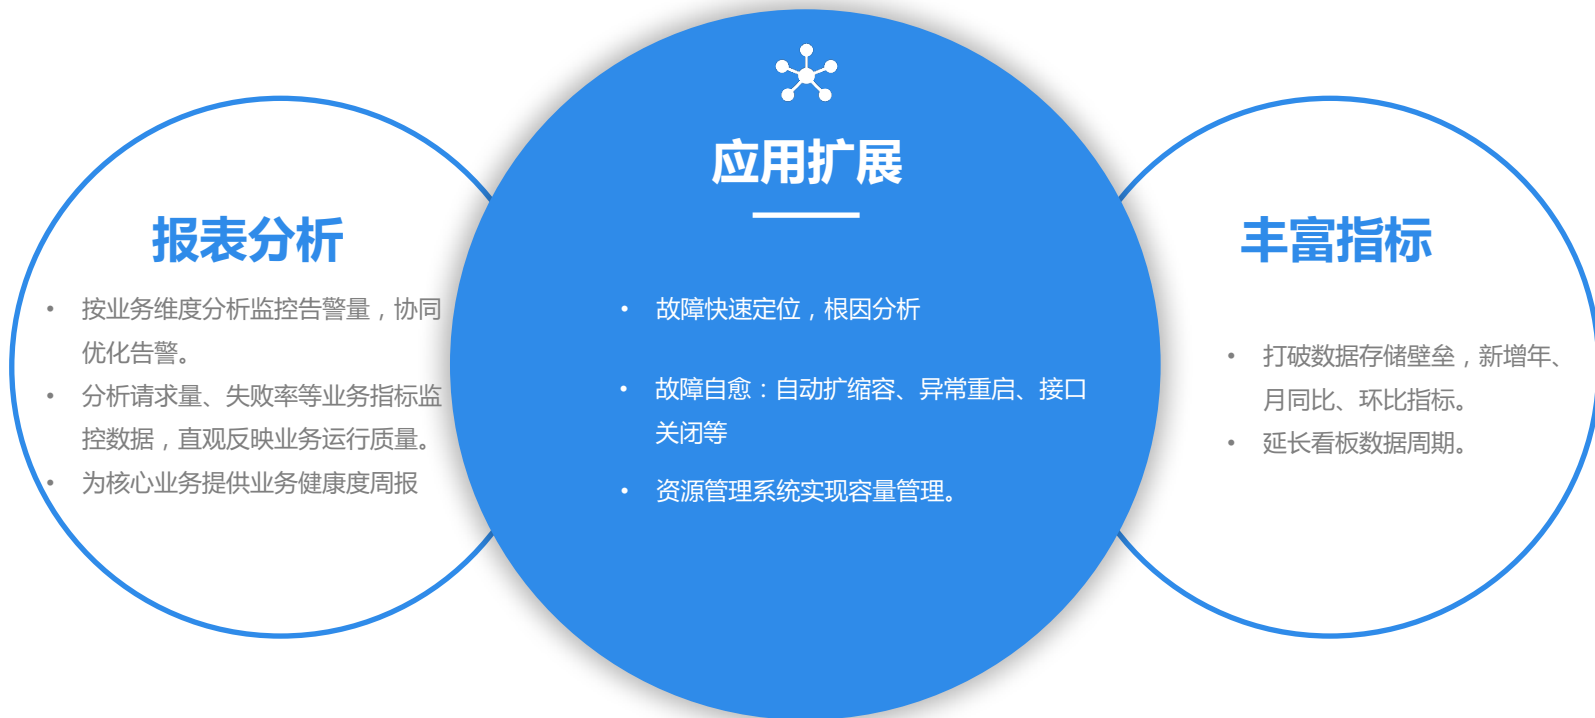 报表分析
• 按业务维度分析监控告警量，协同
优化告警。
• 分析请求量、失败率等业务指标监
控数据，直观反映业务运行质量。
• 为核心业务提供业务健康度周报
应用扩展
• 故障快速定位，根因分析
• 故障自愈：自动扩缩容、异常重启、接口
关闭等
• 资源管理系统实现容量管理。
丰富指标
• 打破数据存储壁垒，新增年、
月同比、环比指标。
• 延长看板数据周期。